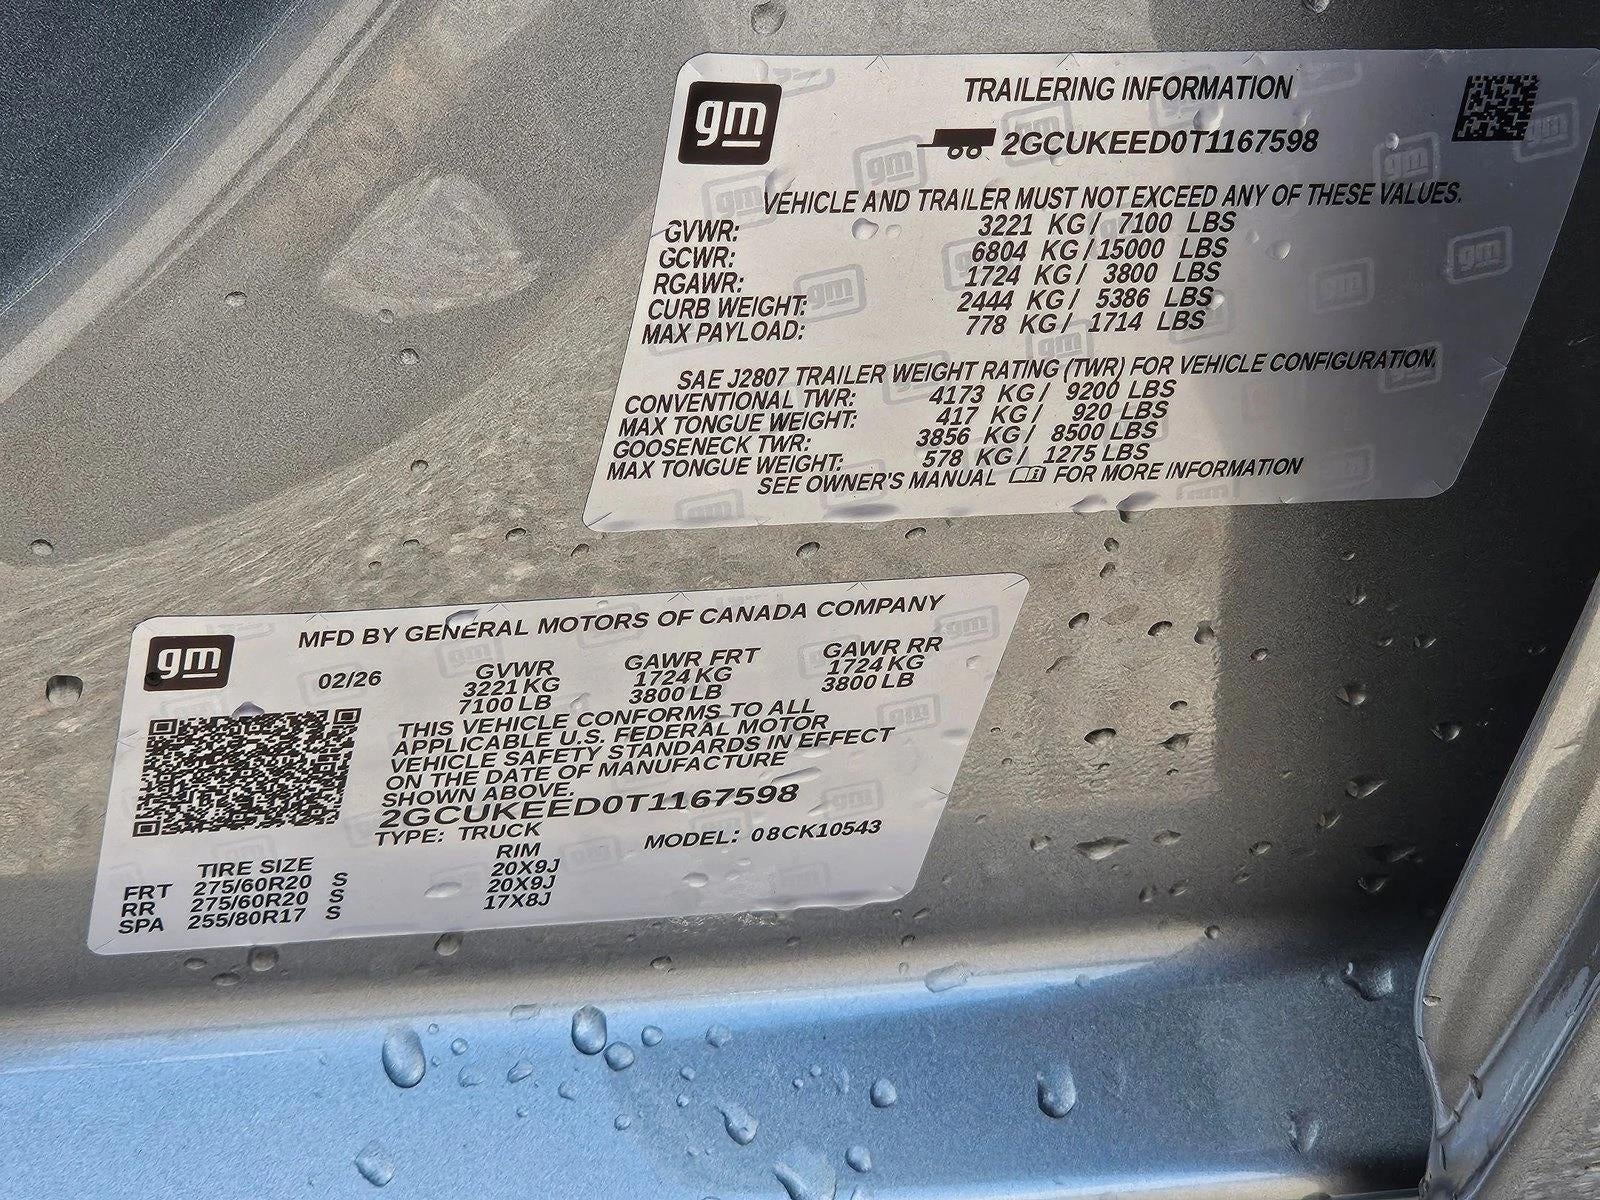 gm
TRAILERING INFORMATION
2GCUKEED0T1167598
VEHICLE AND TRAILER MUST NOT EXCEED ANY OF THESE VALUES.
GVWR: 3221 KG/ 7100 LBS
GCWR: 6804 KG/15000 LBS
RGAWR: 1724 KG/ 3800 LBS
CURB WEIGHT: 2444 KG/ 5386 LBS
MAX PAYLOAD: 778 KG/ 1714 LBS
SAE J2807 TRAILER WEIGHT RATING (TWR) FOR VEHICLE CONFIGURATION.
CONVENTIONAL TWR: 4173 KG/ 9200 LBS
MAX TONGUE WEIGHT: 417 KG/ 920 LBS
GOOSENECK TWR: 3856 KG/ 8500 LBS
MAX TONGUE WEIGHT: 578 KG/ 1275 LBS
SEE OWNER'S MANUAL FOR MORE INFORMATION
gm
MFD BY GENERAL MOTORS OF CANADA COMPANY
02/26 GVWR GAWR FRT GAWR RR
3221 KG 1724 KG 1724 KG
7100 LB 3800 LB 3800 LB
THIS VEHICLE CONFORMS TO ALL
APPLICABLE U.S. FEDERAL MOTOR
VEHICLE SAFETY STANDARDS IN EFFECT
ON THE DATE OF MANUFACTURE
SHOWN ABOVE.
2GCUKEED0T1167598
TYPE: TRUCK MODEL: 08CK10543
TIRE SIZE RIM
FRT 275/60R20 S 20X9J
RR 275/60R20 S 20X9J
SPA 255/80R17 S 17X8J